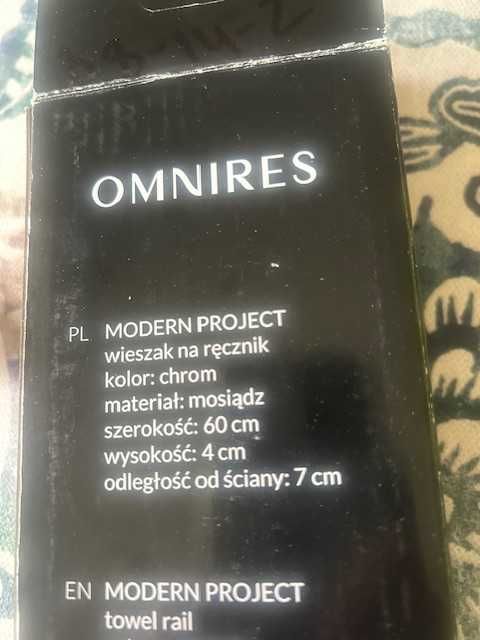 OMNIRES
PL MODERN PROJECT
wieszak na ręcznik
kolor: chrom
materiał: mosiądz
szerokość: 60 cm
wysokość: 4 cm
odległość od ściany: 7 cm
EN MODERN PROJECT
towel rail